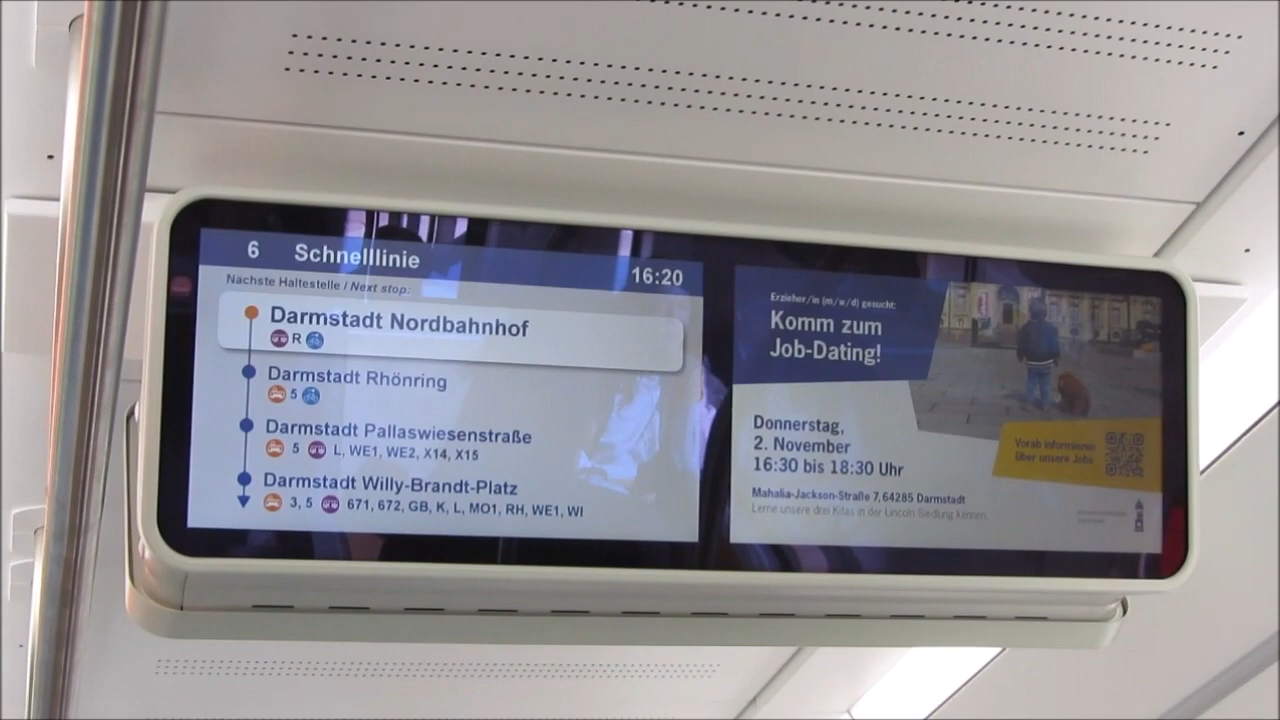 6 Schnelllinie 16:20
Nächste Haltestelle / Next stop:
Darmstadt Nordbahnhof
R
Darmstadt Rhönring
5
Darmstadt Pallaswiesenstraße
5 L, WE1, WE2, X14, X15
Darmstadt Willy-Brandt-Platz
3, 5 671, 672, GB, K, L, MO1, RH, WE1, WI
Erzieher/in (m/w/d) gesucht:
Komm zum
Job-Dating!
Donnerstag,
2. November
16:30 bis 18:30 Uhr
Vorab informieren
über unsere Jobs
Mahalia-Jackson-Straße 7, 64285 Darmstadt
Lerne unsere drei Kitas in der Lincoln Siedlung kennen.